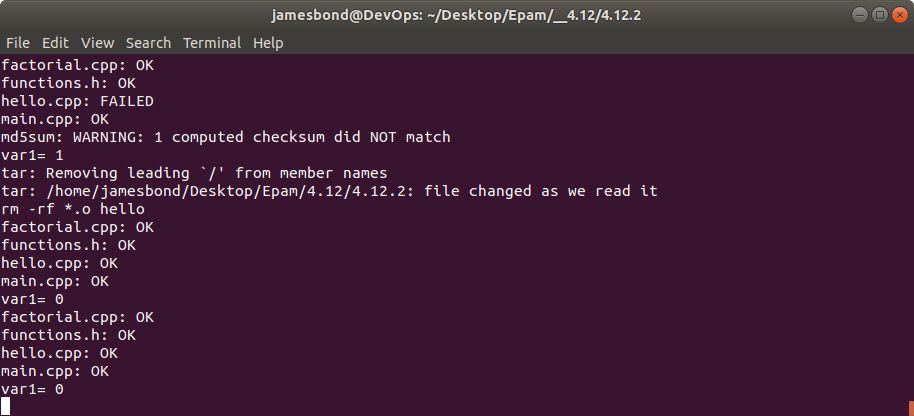 jamesbond@DevOps: ~/Desktop/Epam/__4.12/4.12.2
File Edit View Search Terminal Help
factorial.cpp: OK
functions.h: OK
hello.cpp: FAILED
main.cpp: OK
md5sum: WARNING: 1 computed checksum did NOT match
var1= 1
tar: Removing leading `/' from member names
tar: /home/jamesbond/Desktop/Epam/4.12/4.12.2: file changed as we read it
rm -rf *.o hello
factorial.cpp: OK
functions.h: OK
hello.cpp: OK
main.cpp: OK
var1= 0
factorial.cpp: OK
functions.h: OK
hello.cpp: OK
main.cpp: OK
var1= 0